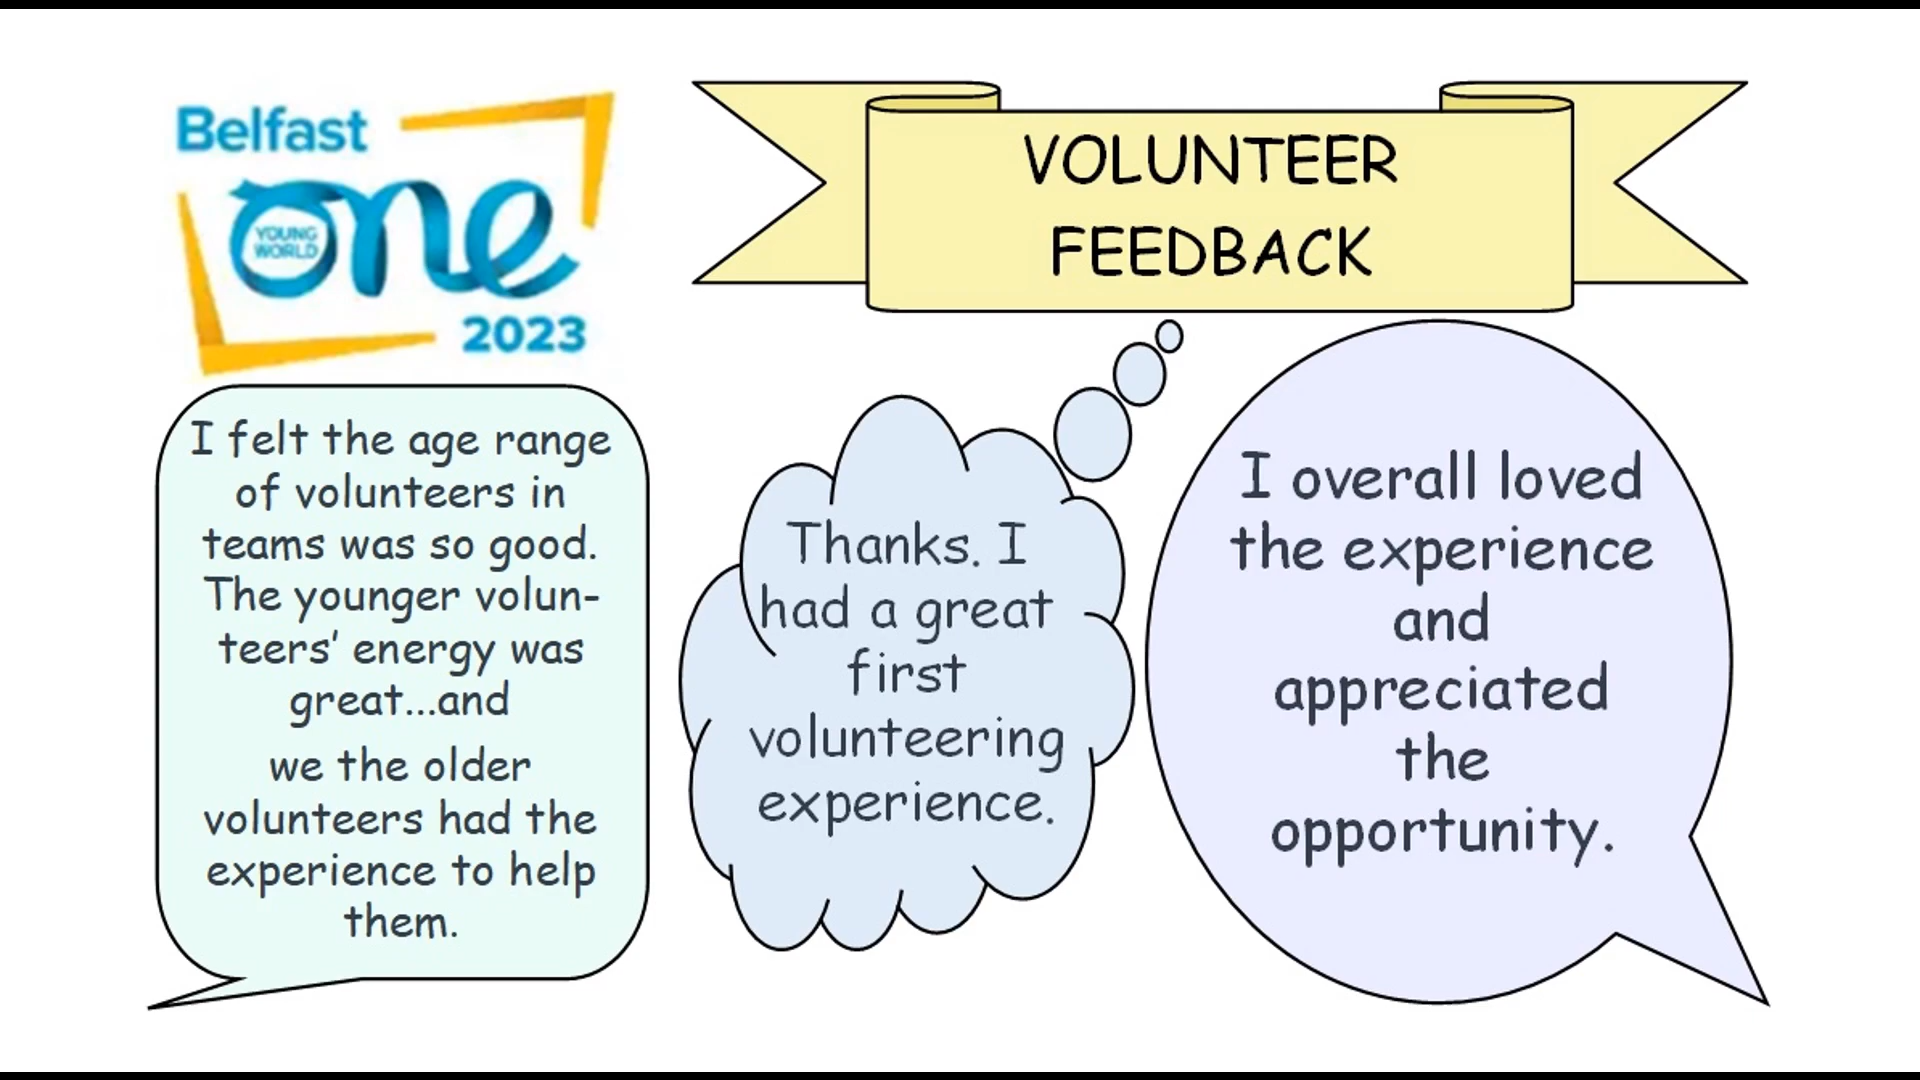 Belfast
one
YOUNG
WORLD
2023
VOLUNTEER
FEEDBACK
I felt the age range
of volunteers in
teams was so good.
The younger volun-
teers’ energy was
great...and
we the older
volunteers had the
experience to help
them.
Thanks. I
had a great
first
volunteering
experience.
I overall loved
the experience
and
appreciated
the
opportunity.